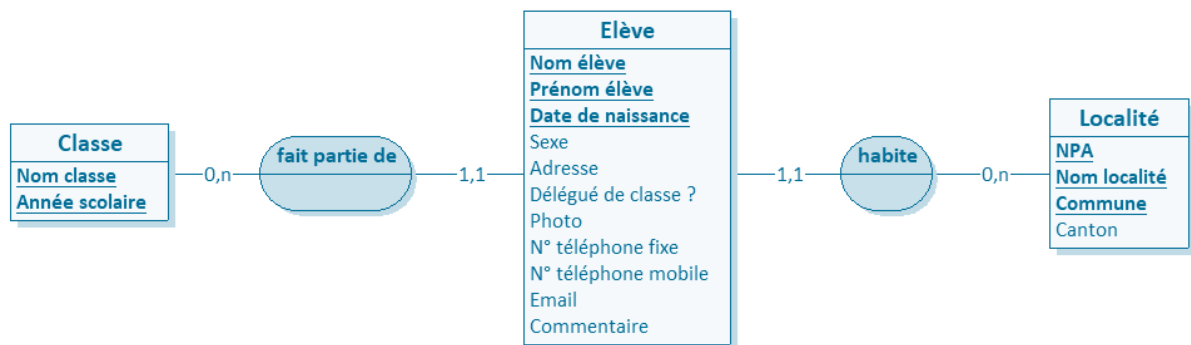 Classe
Nom classe
Année scolaire
0,n
fait partie de
1,1
Elève
Nom élève
Prénom élève
Date de naissance
Sexe
Adresse
Délégué de classe ?
Photo
N° téléphone fixe
N° téléphone mobile
Email
Commentaire
1,1
habite
0,n
Localité
NPA
Nom localité
Commune
Canton